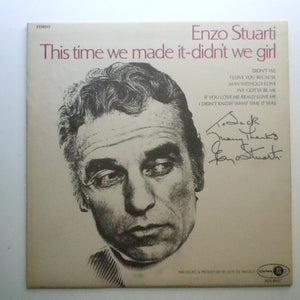 STEREO
Enzo Stuarti
This time we made it-didn't we girl
DIDN'T WE
I LOVE YOU BECAUSE
MAN WITHOUT LOVE
I'VE GOTTA BE ME
IF YOU LOVE ME REALLY LOVE ME
I DIDN'T KNOW WHAT TIME IT WAS
To Jack
Many Thanks
Enzo Stuarti